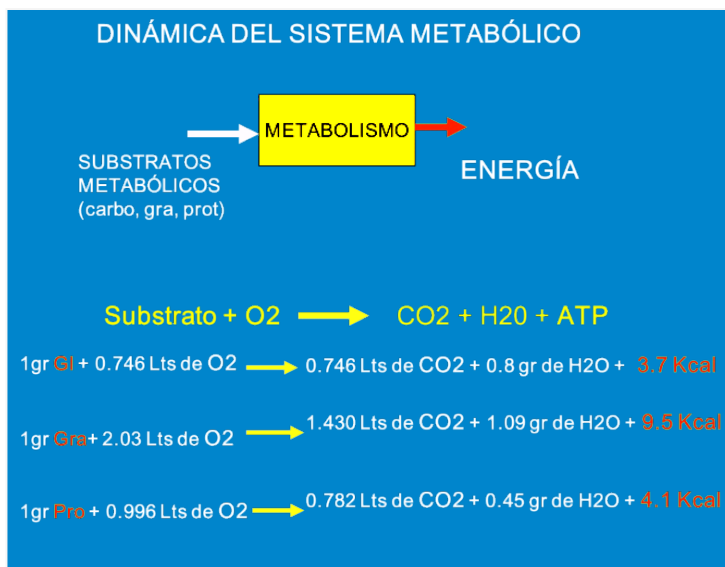 DINÁMICA DEL SISTEMA METABÓLICO
METABOLISMO
SUBSTRATOS
METABÓLICOS
(carbo, gra, prot)
ENERGÍA
Substrato + O2 CO2 + H20 + ATP
1gr Gl + 0.746 Lts de O2 0.746 Lts de CO2 + 0.8 gr de H2O + 3.7 Kcal
1gr Gra+ 2.03 Lts de O2 1.430 Lts de CO2 + 1.09 gr de H2O + 9.5 Kcal
1gr Pro + 0.996 Lts de O2 0.782 Lts de CO2 + 0.45 gr de H2O + 4.1 Kcal